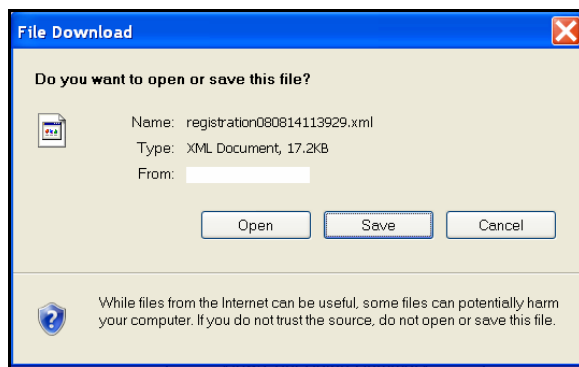 File Download
Do you want to open or save this file?
Name: registration080814113929.xml
Type: XML Document, 17.2KB
From:
Open Save Cancel
While files from the Internet can be useful, some files can potentially harm
your computer. If you do not trust the source, do not open or save this file.